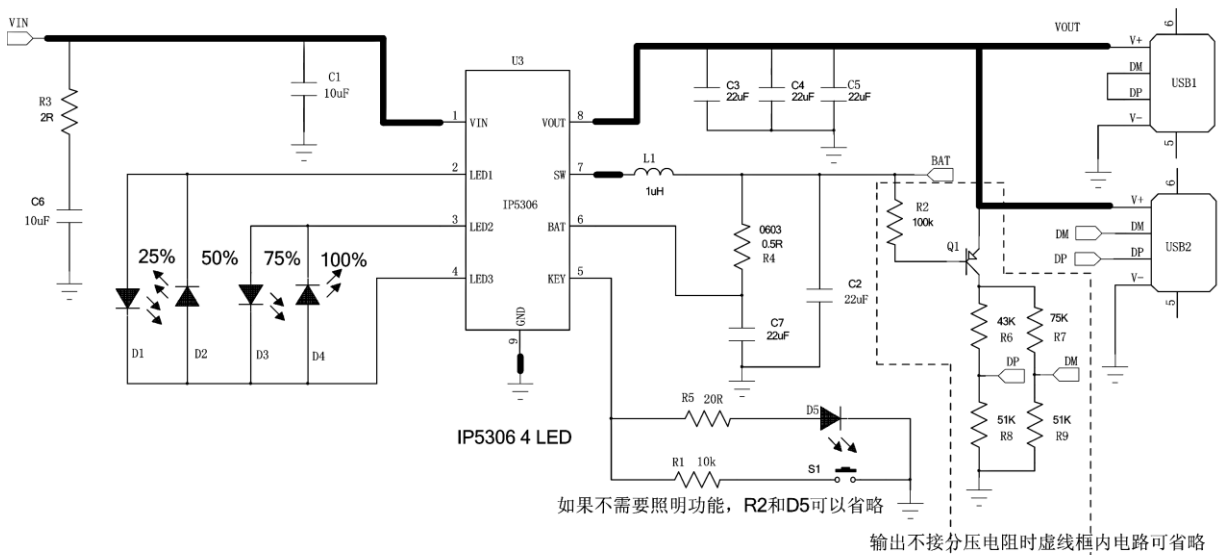 VIN
R3
2R
C6
10uF
C1
10uF
U3
1
VIN
2
LED1
3
LED2
4
LED3
IP5306
VOUT
8
SW
7
BAT
6
KEY
5
GND
9
25%
50%
75%
100%
D1
D2
D3
D4
IP5306 4 LED
C3
22uF
C4
22uF
C5
22uF
VOUT
L1
1uH
BAT
0603
0.5R
R4
C7
22uF
C2
22uF
R2
100k
Q1
43K
R6
75K
R7
DP
DM
51K
R8
51K
R9
R5
20R
D5
R1
10k
S1
6
V+
DM
DP
V-
USB1
5
6
V+
DM
DM
DP
DP
V-
USB2
5
如果不需要照明功能，R2和D5可以省略
输出不接分压电阻时虚线框内电路可省略